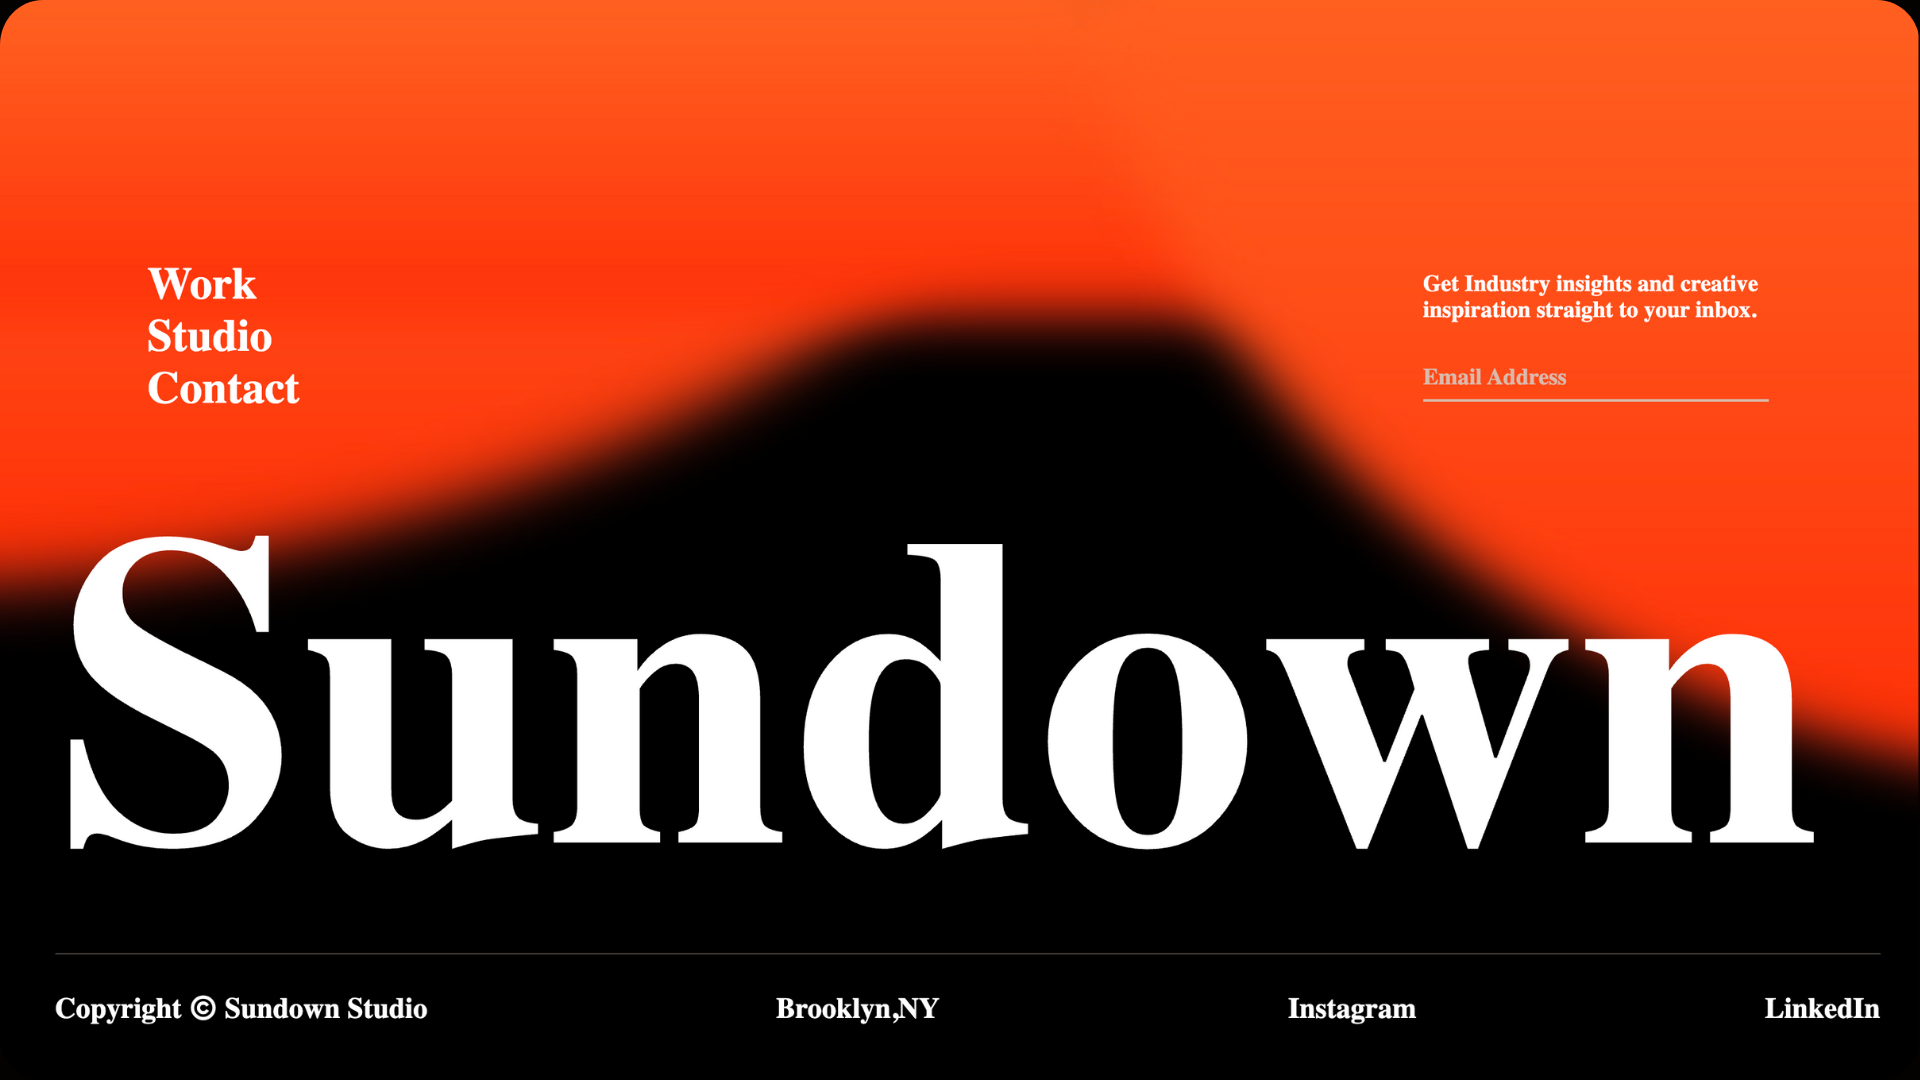 Work
Studio
Contact
Get Industry insights and creative
inspiration straight to your inbox.
Email Address
Sundown
Copyright © Sundown Studio
Brooklyn,NY
Instagram
LinkedIn